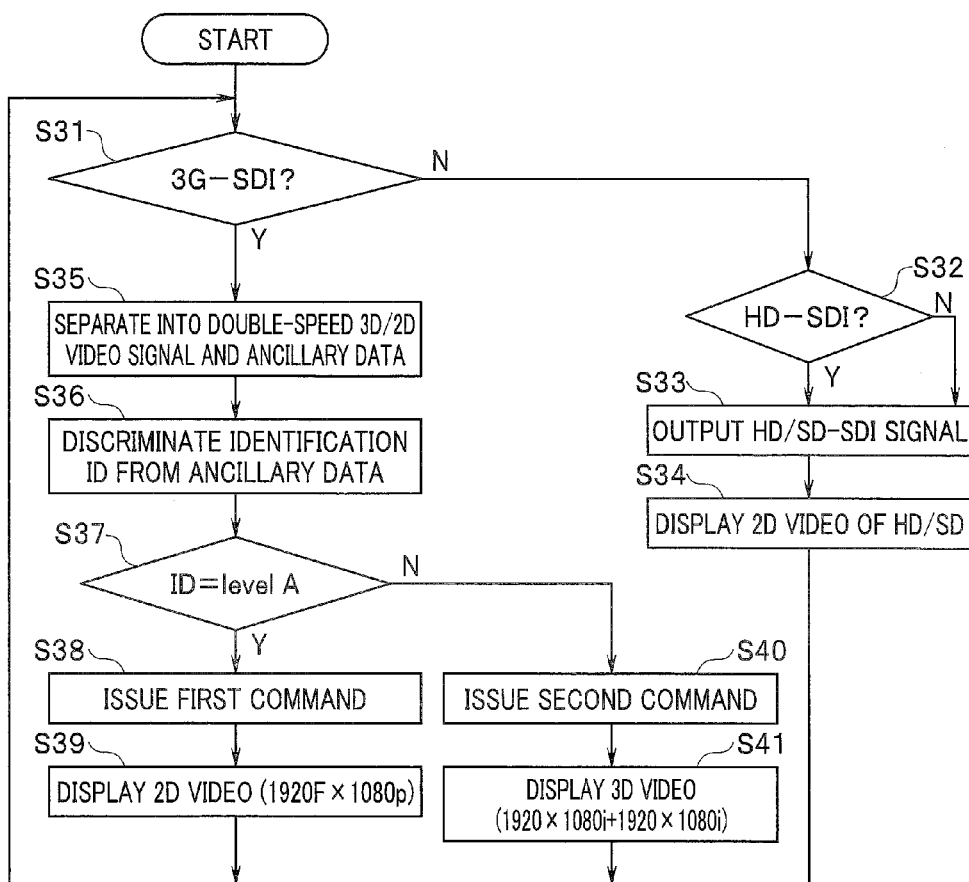 START
S31
3G-SDI?
N
Y
S35
SEPARATE INTO DOUBLE-SPEED 3D/2D
VIDEO SIGNAL AND ANCILLARY DATA
S36
DISCRIMINATE IDENTIFICATION
ID FROM ANCILLARY DATA
S32
HD-SDI?
N
Y
S33
OUTPUT HD/SD-SDI SIGNAL
S34
DISPLAY 2D VIDEO OF HD/SD
S37
ID=level A
N
Y
S38
ISSUE FIRST COMMAND
S39
DISPLAY 2D VIDEO (1920F×1080p)
S40
ISSUE SECOND COMMAND
S41
DISPLAY 3D VIDEO
(1920×1080i+1920×1080i)